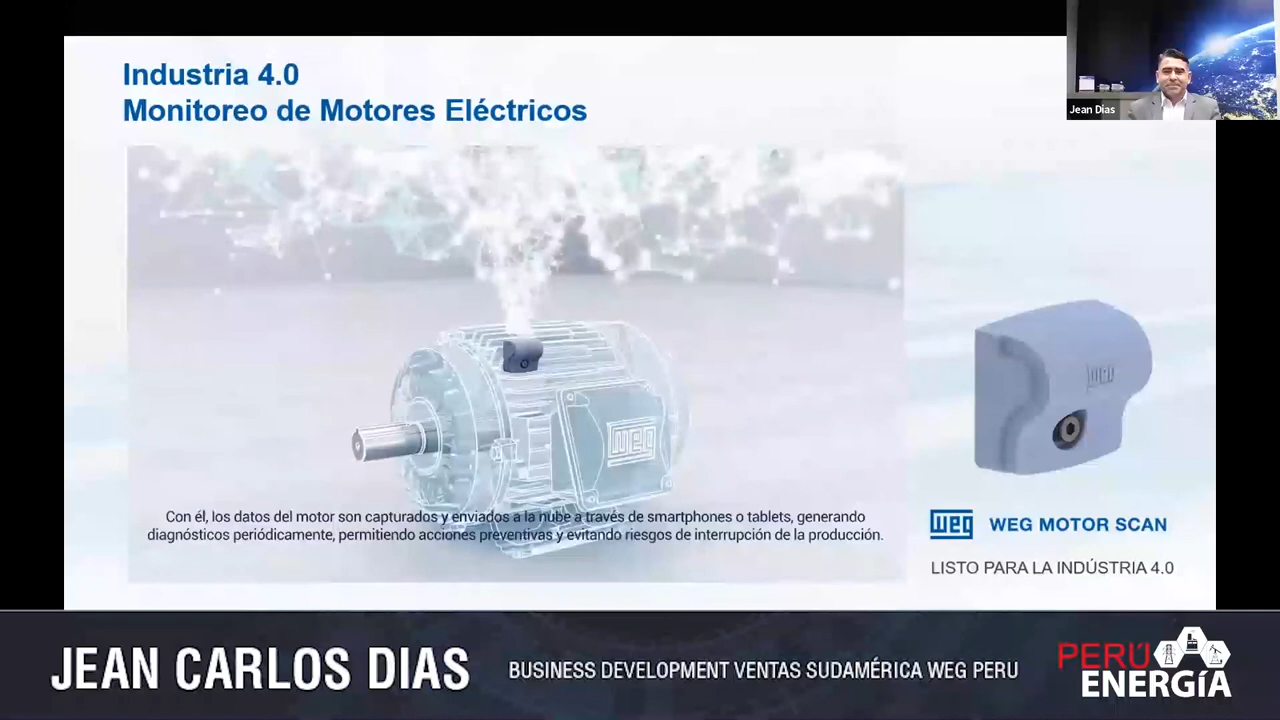 Industria 4.0
Monitoreo de Motores Eléctricos
Jean Dias
weg
weg
Con él, los datos del motor son capturados y enviados a la nube a través de smartphones o tablets, generando
diagnósticos periódicamente, permitiendo acciones preventivas y evitando riesgos de interrupción de la producción.
weg WEG MOTOR SCAN
LISTO PARA LA INDÚSTRIA 4.0
JEAN CARLOS DIAS
BUSINESS DEVELOPMENT VENTAS SUDAMÉRICA WEG PERU
PERÚ
ENERGÍA